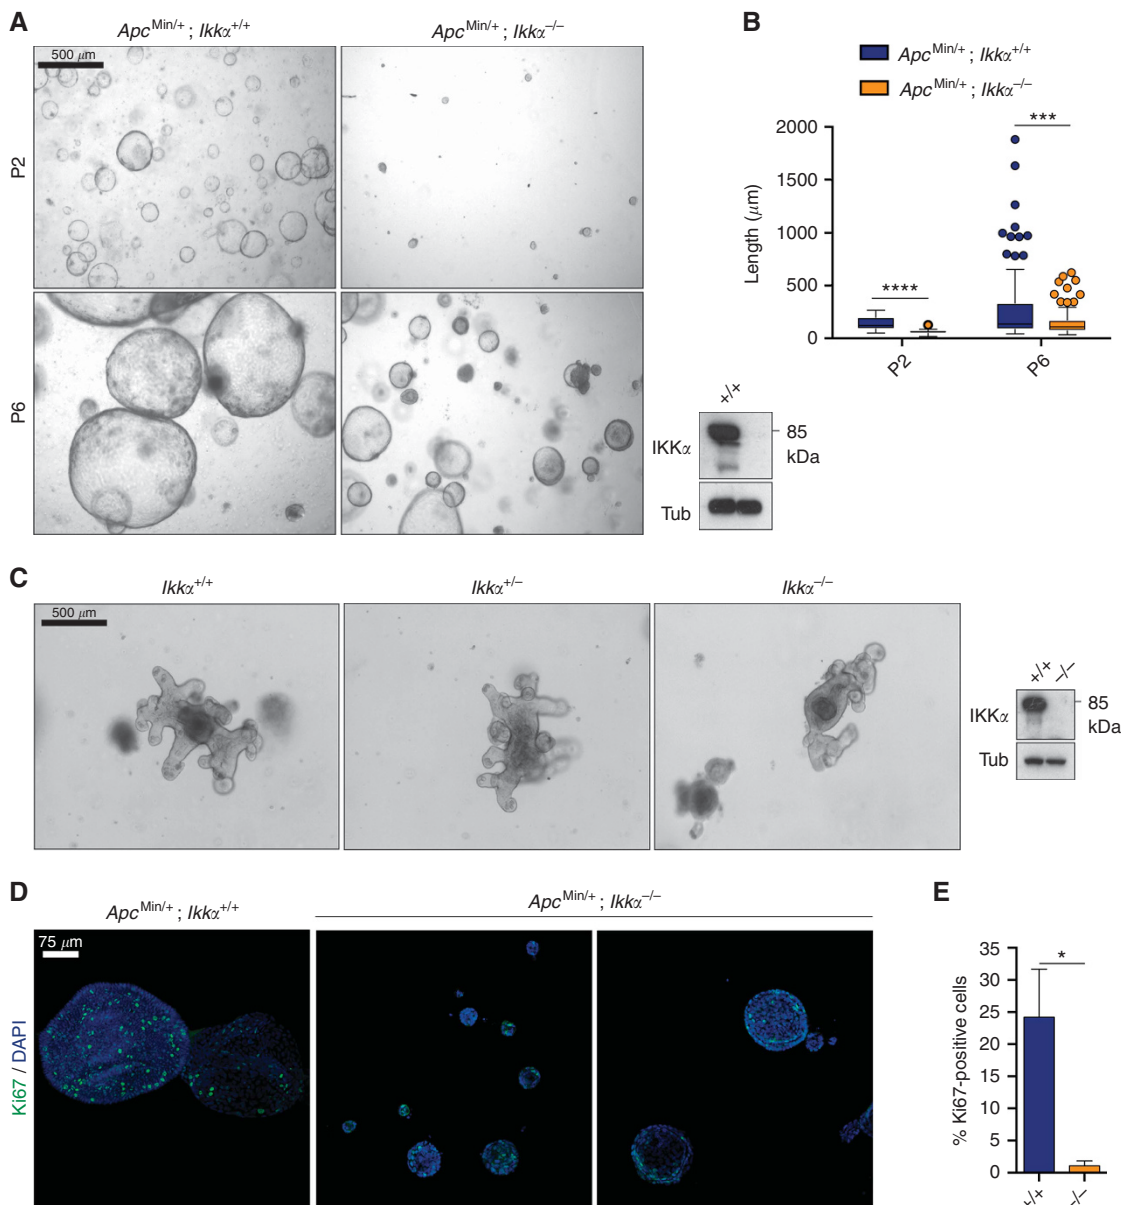 A
Apc Min/+ ; Ikkα +/+
Apc Min/+ ; Ikkα –/–
500 μm
P2
P6
B
Apc Min/+ ; Ikkα +/+
Apc Min/+ ; Ikkα –/–
Length (μm)
2000
1500
1000
500
0
****
***
P2
P6
+/+
IKKα
85
kDa
Tub
C
Ikkα +/+
Ikkα +/–
Ikkα –/–
500 μm
+/+ –/–
IKKα
85
kDa
Tub
D
Apc Min/+ ; Ikkα +/+
Apc Min/+ ; Ikkα –/–
75 μm
Ki67 / DAPI
E
% Ki67-positive cells
35
30
25
20
15
10
5
0
*
+/+
–/–